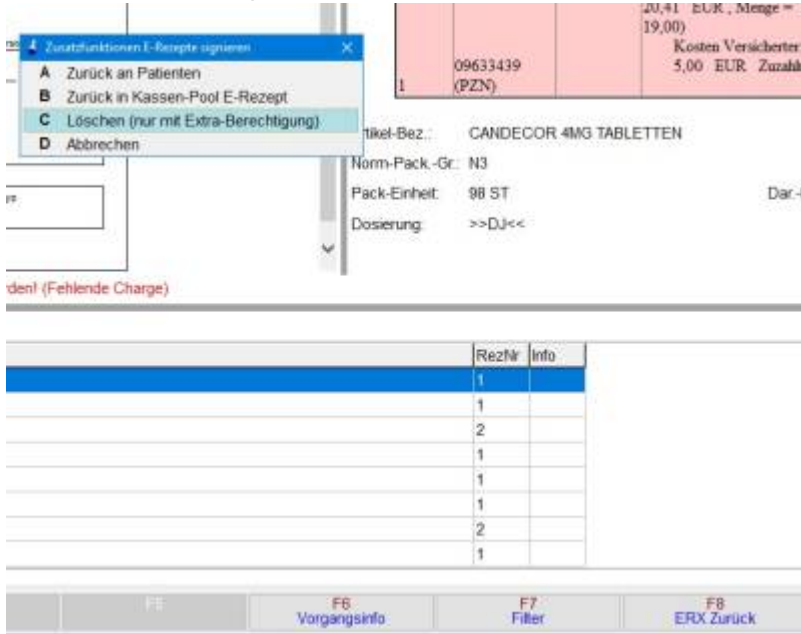 20,41 EUR , Menge =
19,00)
Kosten Versicherter
09633439 5,00 EUR
1 (PZN)
Zusatzfunktionen E-Rezepte signieren
A Zurück an Patienten
B Zurück in Kassen-Pool E-Rezept
C Löschen (nur mit Extra-Berechtigung)
D Abbrechen
tikel-Bez.: CANDECOR 4MG TABLETTEN
Norm-Pack.-Gr.: N3
Pack-Einheit: 98 ST Dar.-
Dosierung: >>DJ<<
rden! (Fehlende Charge)
RezNr Info
1
1
2
1
1
1
2
1
F6 F7 F8
Vorgangsinfo Filter ERX Zurück